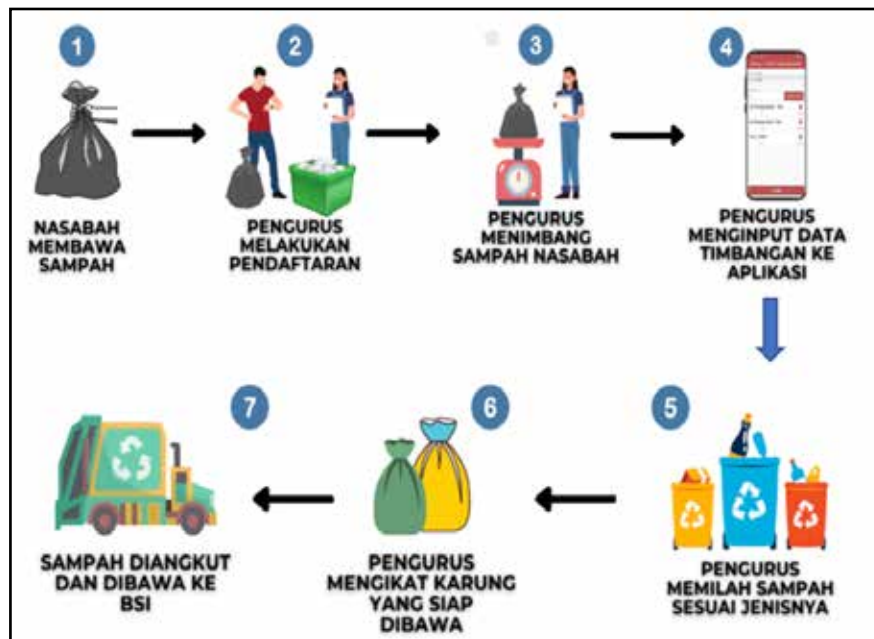 1
NASABAH
MEMBAWA
SAMPAH
2
PENGURUS
MELAKUKAN
PENDAFTARAN
3
PENGURUS
MENIMBANG
SAMPAH NASABAH
4
PENGURUS
MENGINPUT DATA
TIMBANGAN KE
APLIKASI
5
PENGURUS
MEMILAH SAMPAH
SESUAI JENISNYA
6
PENGURUS
MENGIKAT KARUNG
YANG SIAP
DIBAWA
7
SAMPAH DIANGKUT
DAN DIBAWA KE
BSI